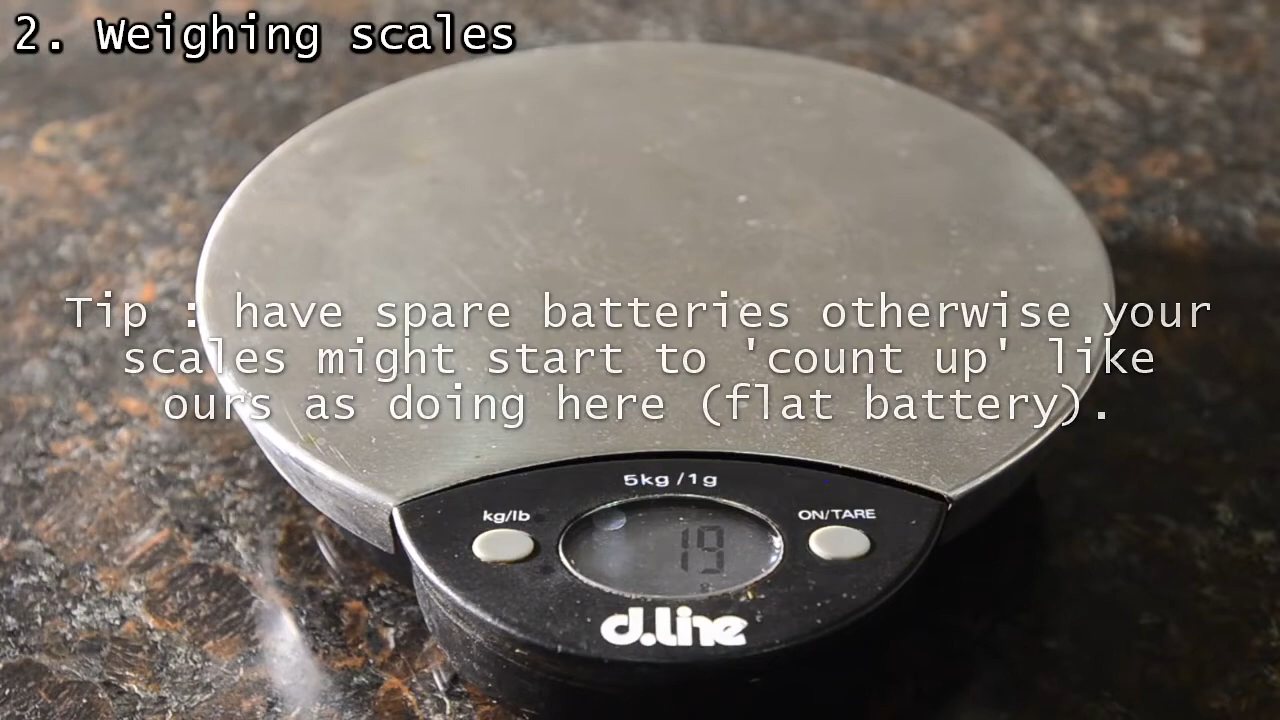 2. Weighing scales
Tip : have spare batteries otherwise your
scales might start to 'count up' like
ours as doing here (flat battery).
5kg/1g
kg/lb
ON/TARE
19
d.line